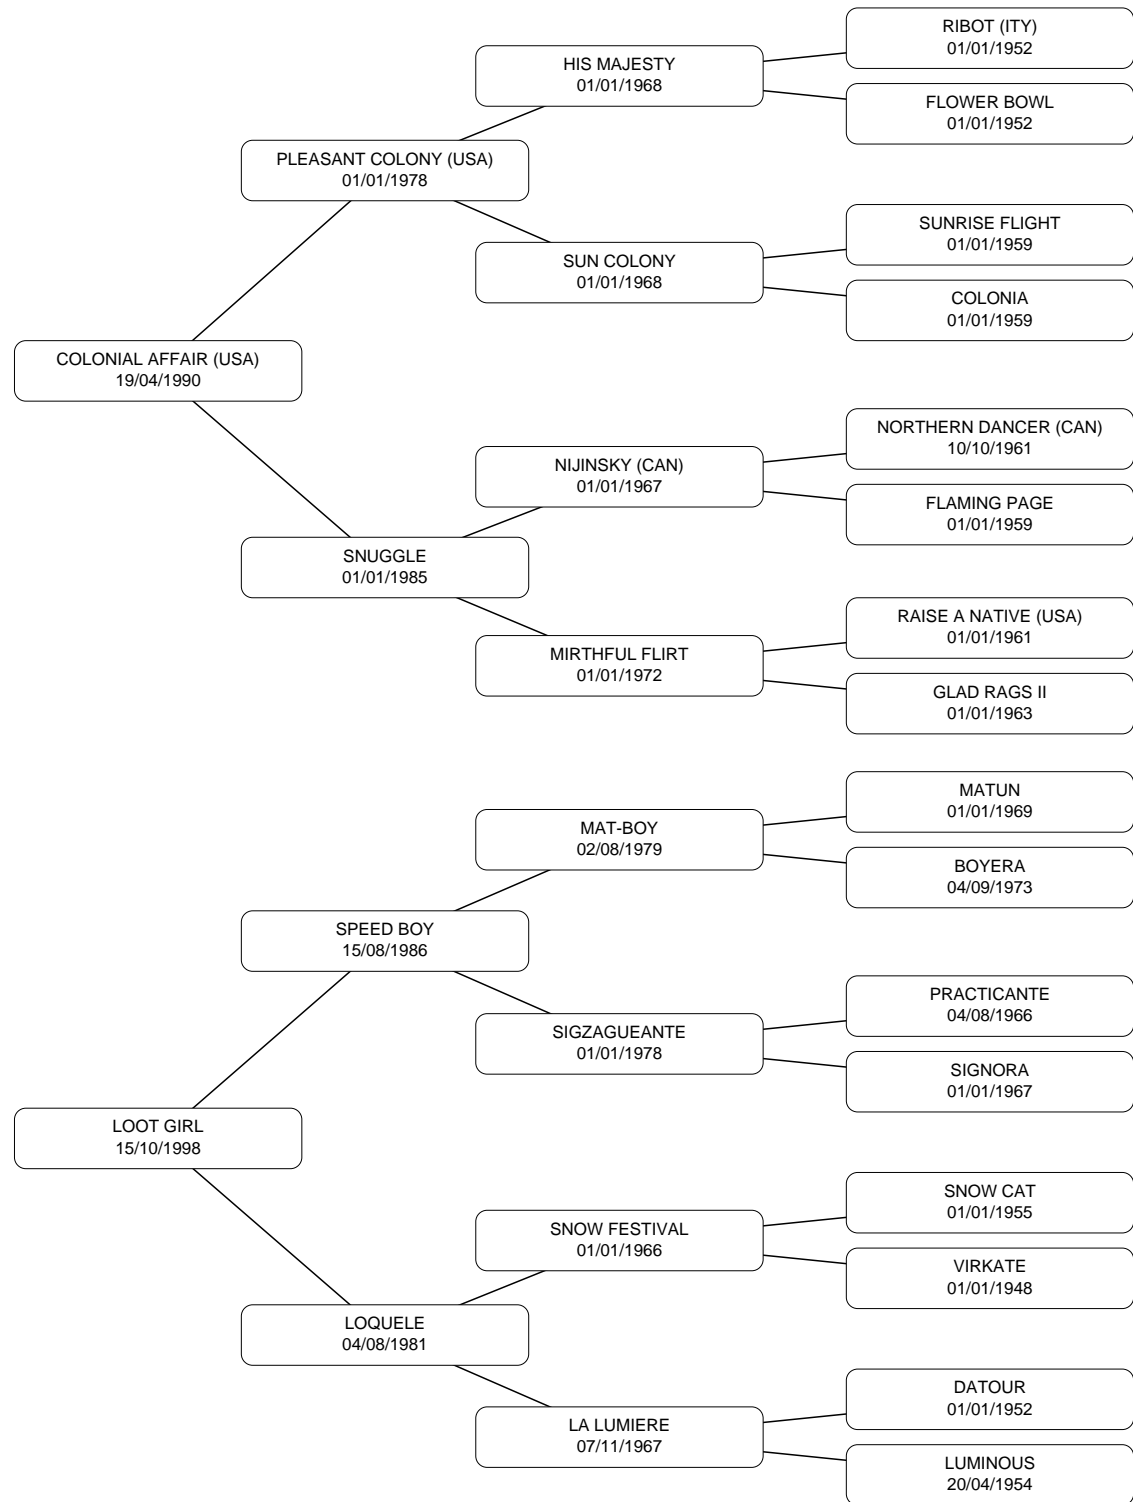 RIBOT (ITY)
01/01/1952
HIS MAJESTY
01/01/1968
FLOWER BOWL
01/01/1952
PLEASANT COLONY (USA)
01/01/1978
SUNRISE FLIGHT
01/01/1959
SUN COLONY
01/01/1968
COLONIA
01/01/1959
COLONIAL AFFAIR (USA)
19/04/1990
NORTHERN DANCER (CAN)
10/10/1961
NIJINSKY (CAN)
01/01/1967
FLAMING PAGE
01/01/1959
SNUGGLE
01/01/1985
RAISE A NATIVE (USA)
01/01/1961
MIRTHFUL FLIRT
01/01/1972
GLAD RAGS II
01/01/1963
MATUN
01/01/1969
MAT-BOY
02/08/1979
BOYERA
04/09/1973
SPEED BOY
15/08/1986
PRACTICANTE
04/08/1966
SIGZAGUEANTE
01/01/1978
SIGNORA
01/01/1967
LOOT GIRL
15/10/1998
SNOW CAT
01/01/1955
SNOW FESTIVAL
01/01/1966
VIRKATE
01/01/1948
LOQUELE
04/08/1981
DATOUR
01/01/1952
LA LUMIERE
07/11/1967
LUMINOUS
20/04/1954